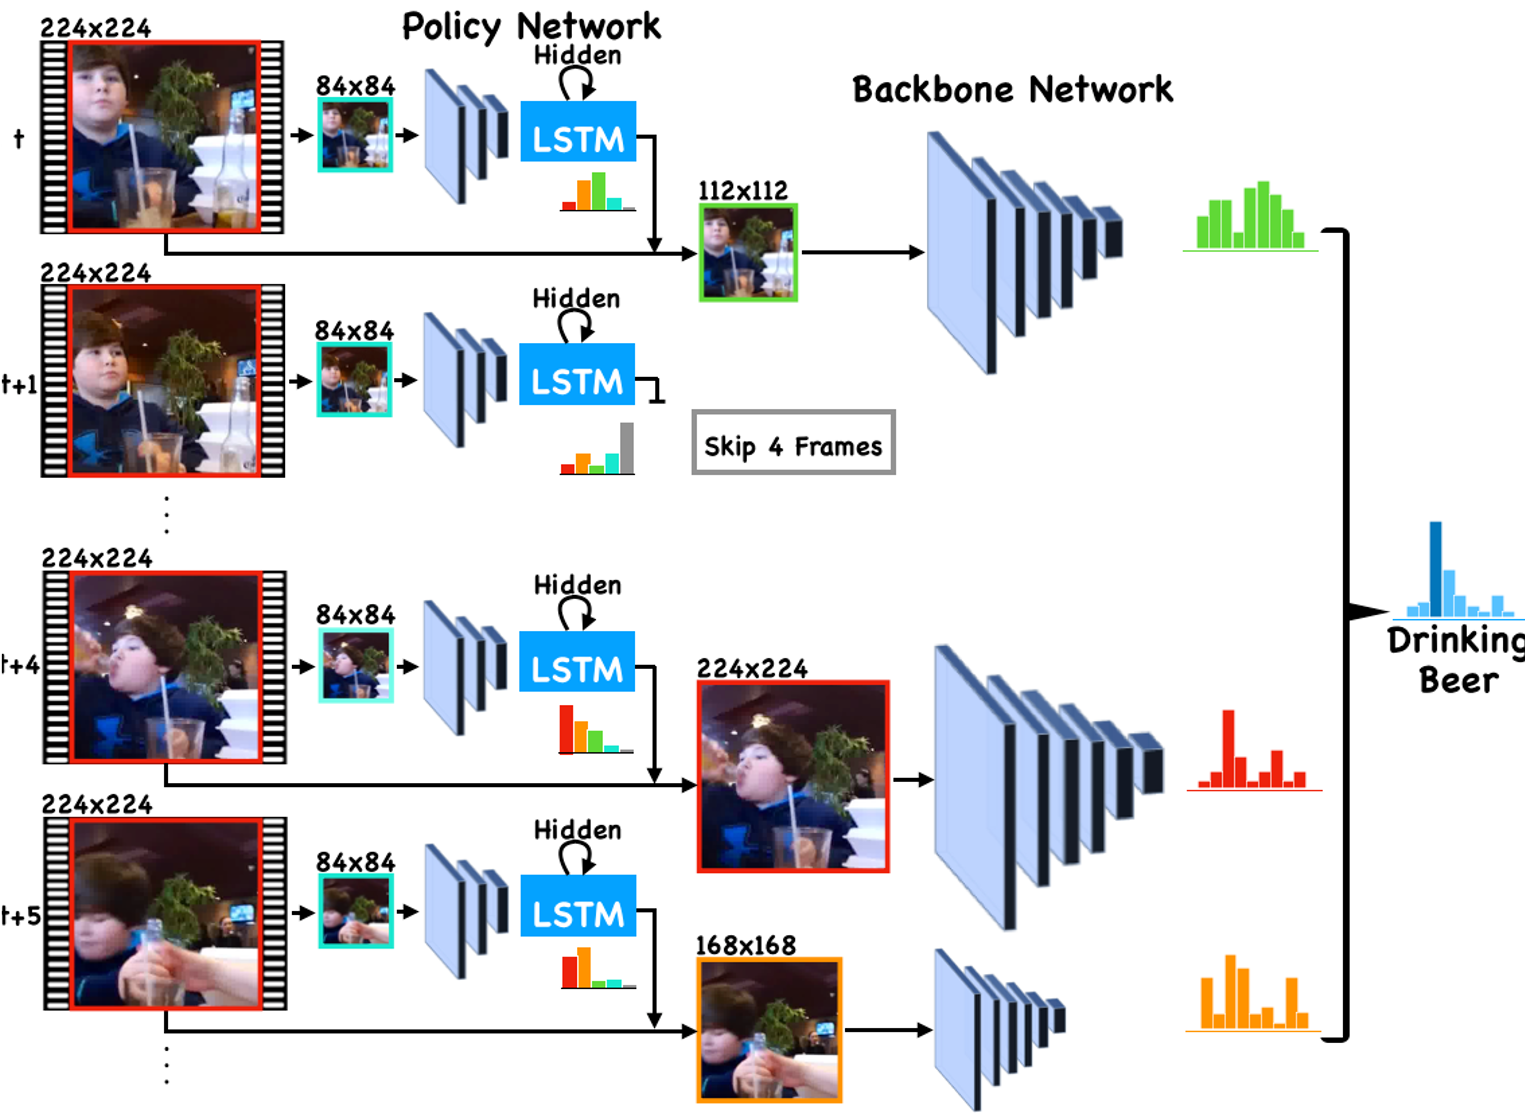 Policy Network
Backbone Network
224x224
t
84x84
Hidden
LSTM
112x112
224x224
t+1
84x84
Hidden
LSTM
Skip 4 Frames
224x224
t+4
84x84
Hidden
LSTM
224x224
224x224
t+5
84x84
Hidden
LSTM
168x168
Drinking
Beer